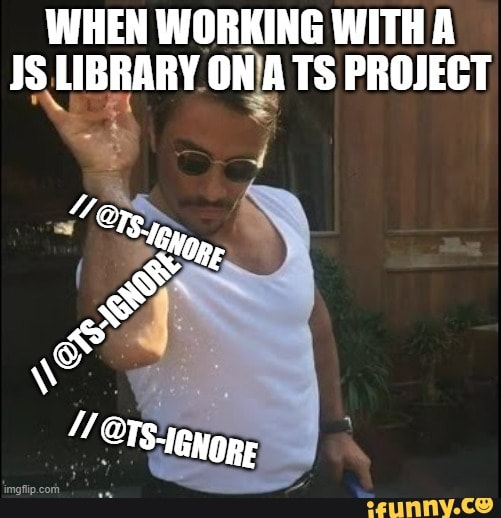 WHEN WORKING WITH A
JS LIBRARY ON A TS PROJECT
// @TS-IGNORE
// @TS-IGNORE
// @TS-IGNORE
imgflip.com
ifunny.co